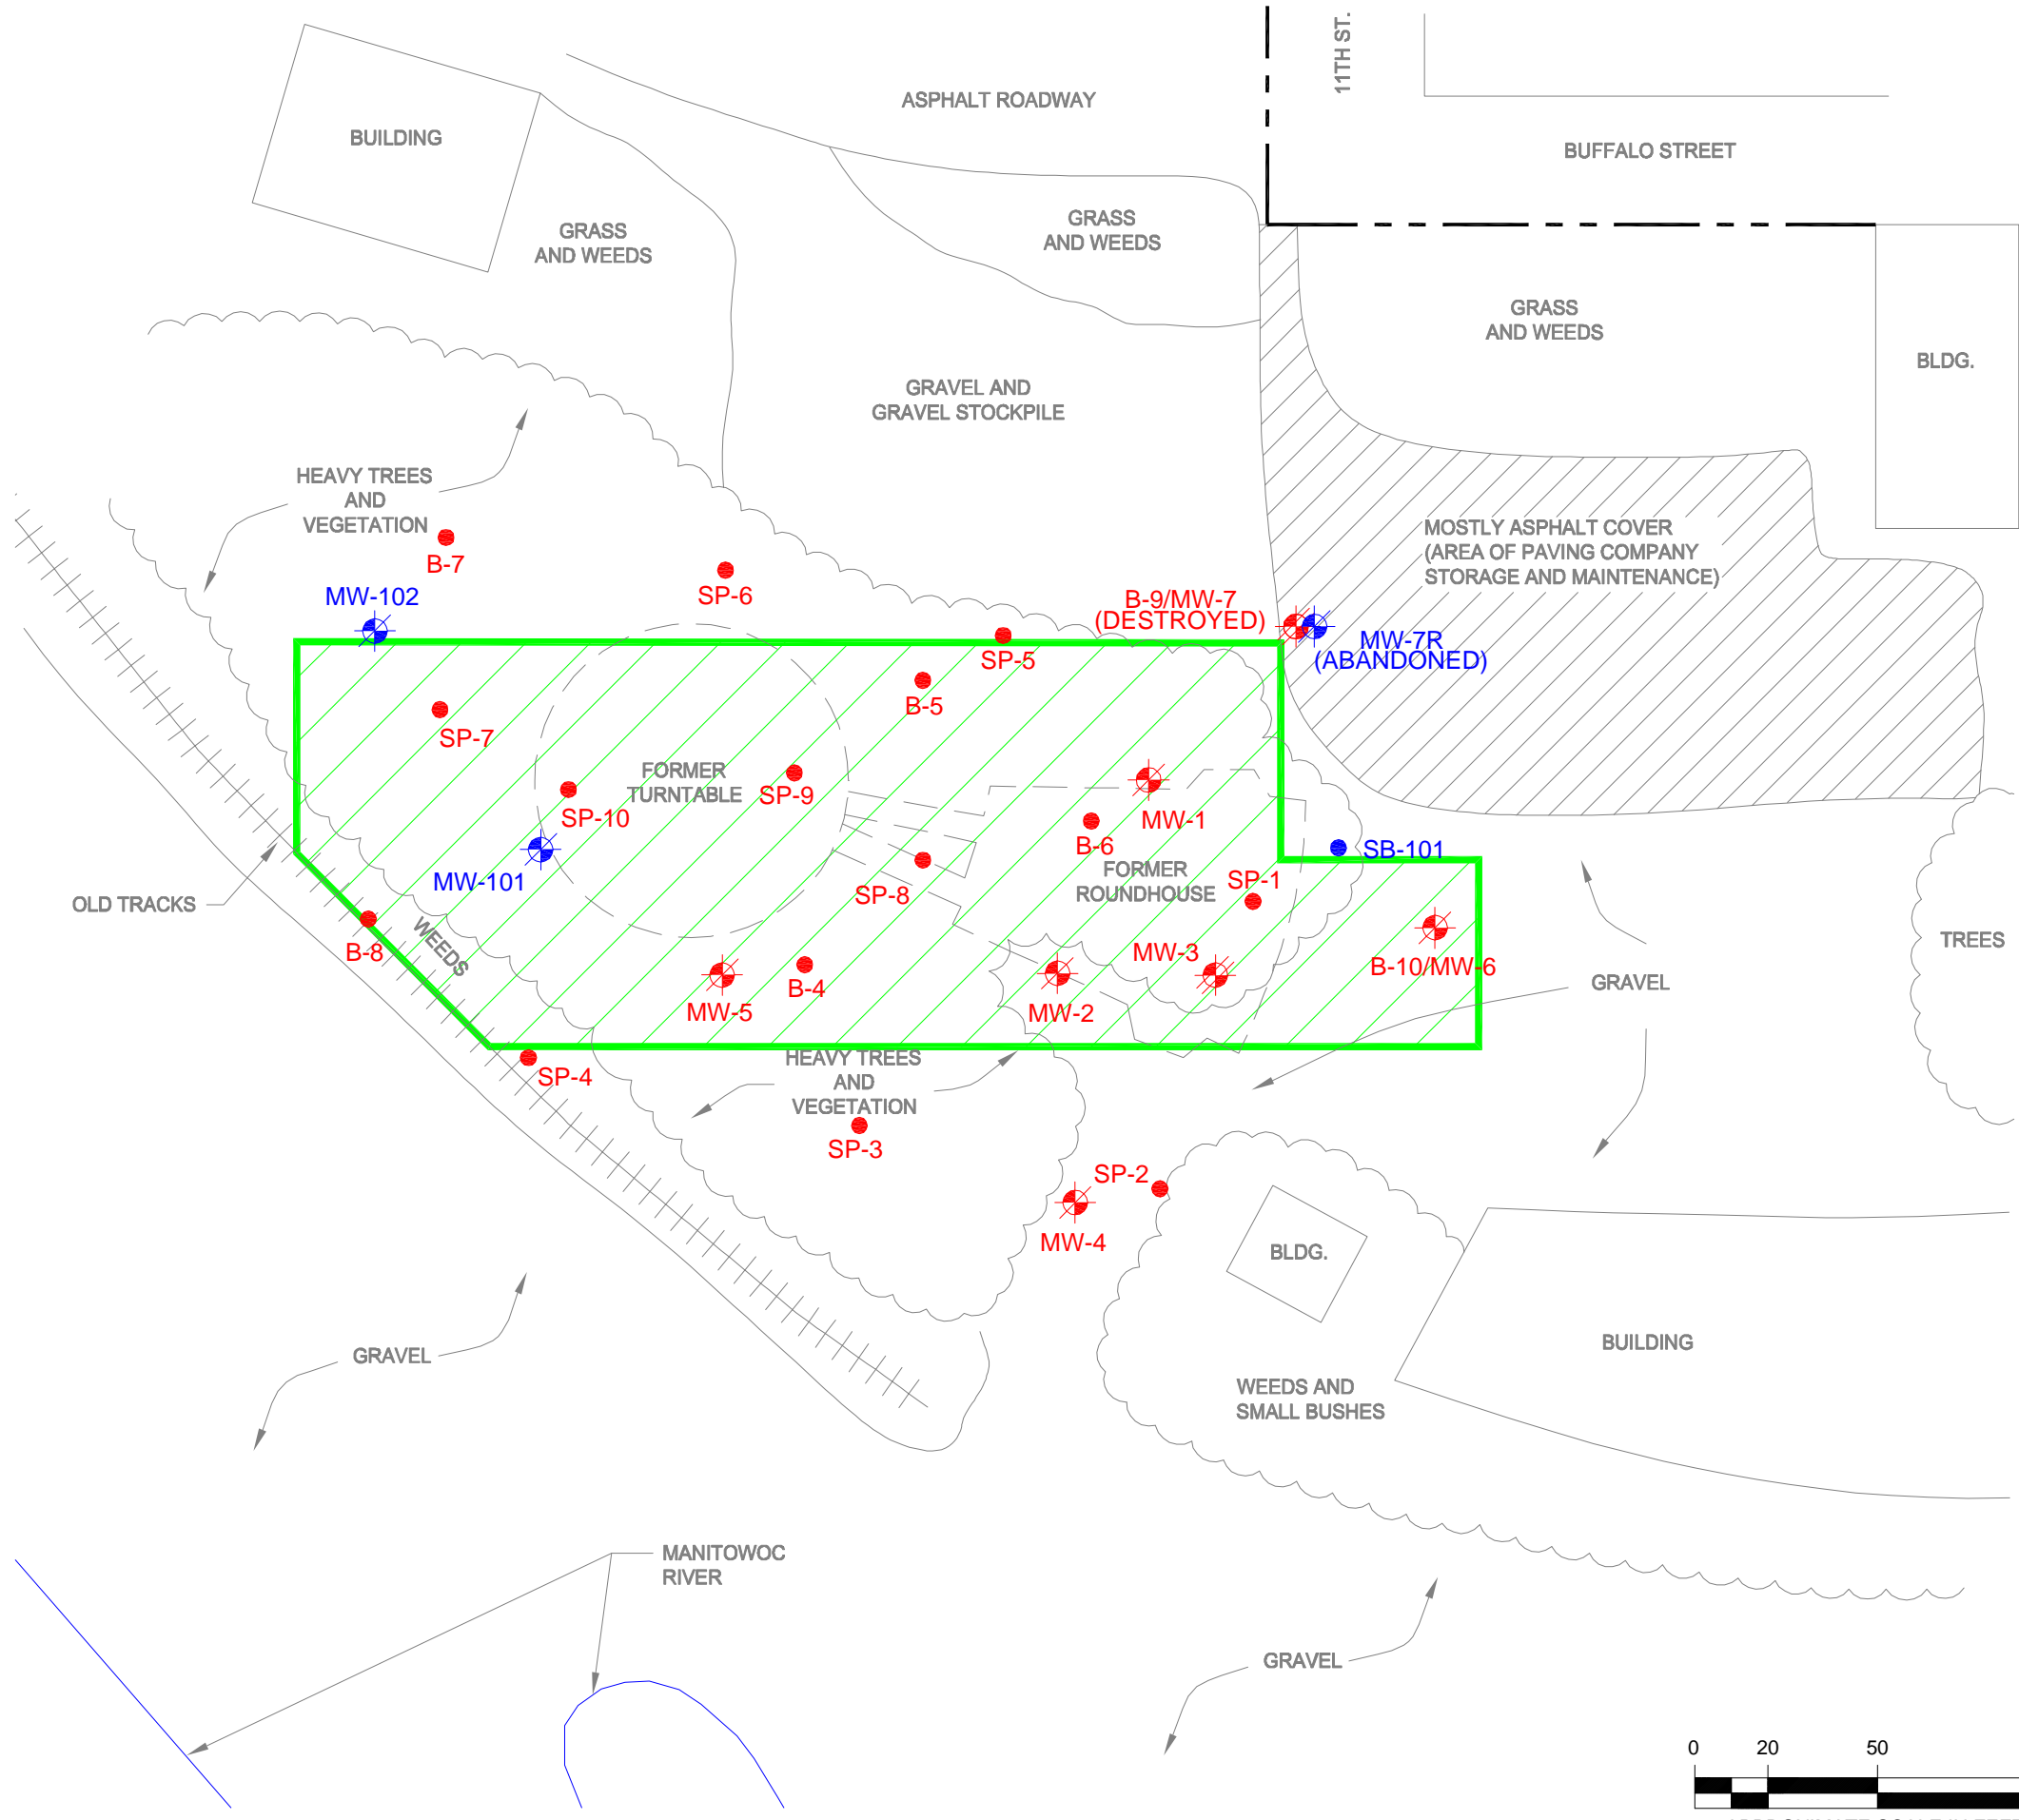 11TH ST.
ASPHALT ROADWAY
BUILDING
BUFFALO STREET
GRASS
AND WEEDS
GRASS
AND WEEDS
GRASS
AND WEEDS
BLDG.
GRAVEL AND
GRAVEL STOCKPILE
HEAVY TREES
AND
VEGETATION
MOSTLY ASPHALT COVER
(AREA OF PAVING COMPANY
STORAGE AND MAINTENANCE)
B-7
MW-102
SP-6
B-9/MW-7
(DESTROYED)
MW-7R
(ABANDONED)
SP-5
B-5
SP-7
FORMER
TURNTABLE
SP-9
SP-10
MW-1
B-6
SB-101
FORMER
ROUNDHOUSE
MW-101
SP-8
SP-1
OLD TRACKS
B-8
WEEDS
MW-3
B-10/MW-6
TREES
GRAVEL
MW-5
B-4
MW-2
SP-4
HEAVY TREES
AND
VEGETATION
SP-3
SP-2
MW-4
BLDG.
BUILDING
GRAVEL
WEEDS AND
SMALL BUSHES
MANITOWOC
RIVER
GRAVEL
0 20 50